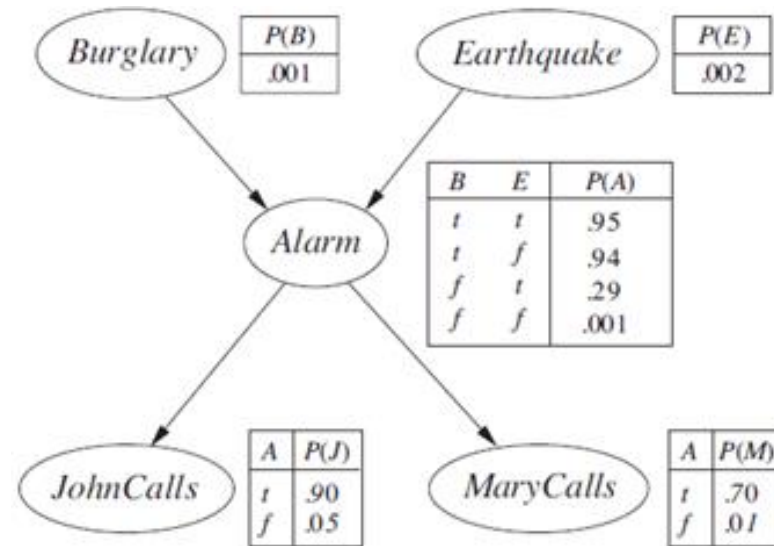 Burglary
P(B)
.001
Earthquake
P(E)
.002
Alarm
B E P(A)
t t .95
t f .94
f t .29
f f .001
JohnCalls
A P(J)
t .90
f .05
MaryCalls
A P(M)
t .70
f .01